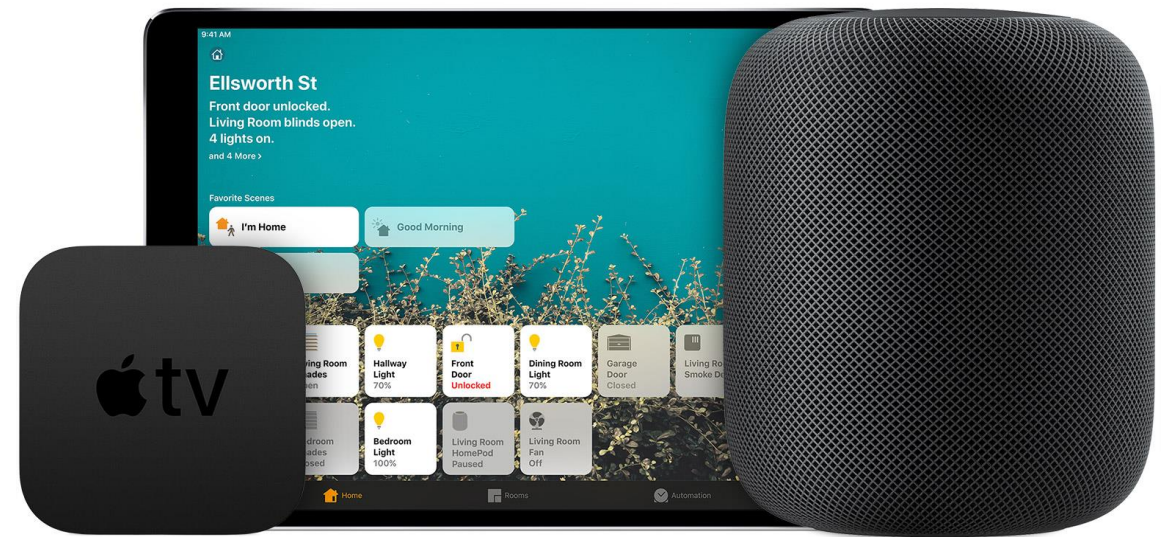 9:41 AM
Ellsworth St
Front door unlocked.
Living Room blinds open.
4 lights on.
and 4 More >
Favorite Scenes
I'm Home
Good Morning
Room
Hallway
Light
70%
Front
Door
Unlocked
Dining Room
Light
70%
Garage
Door
Closed
Smoke
Bedroom
Light
100%
Living Room
HomePod
Paused
Living Room
Fan
Off
Home
Rooms
Automation
tv